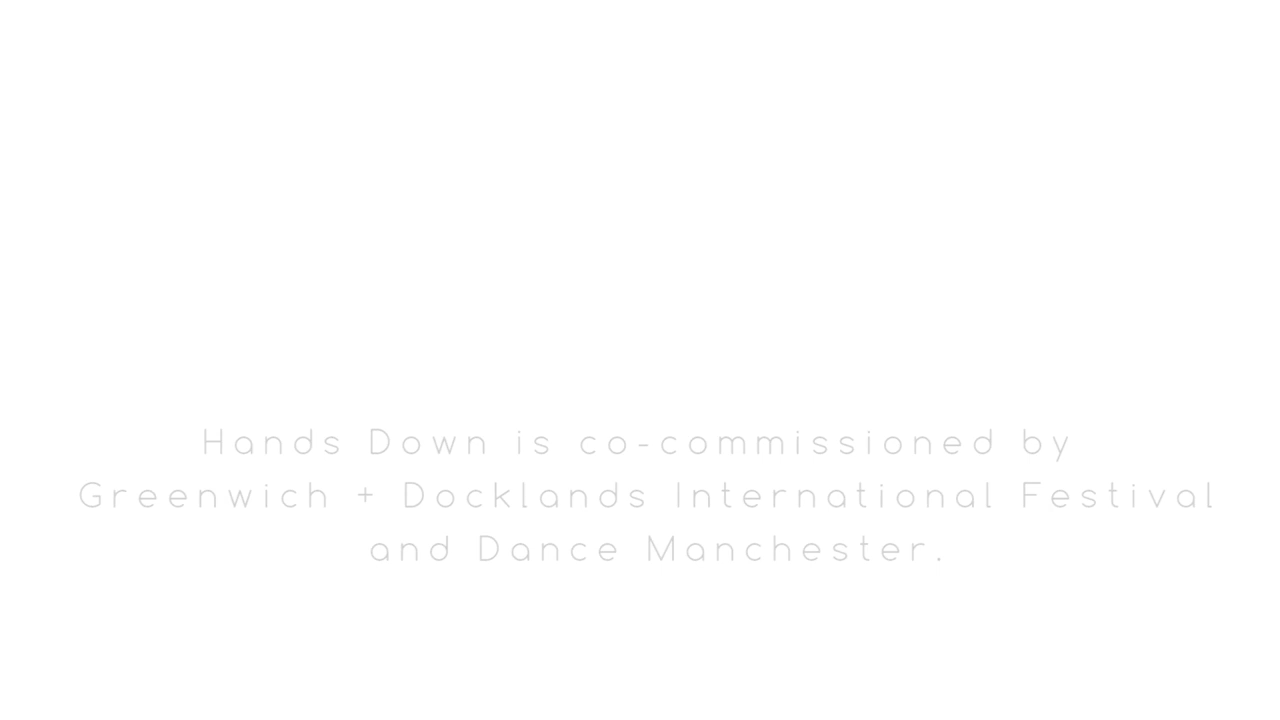 Hands Down is co-commissioned by
Greenwich + Docklands International Festival
and Dance Manchester.